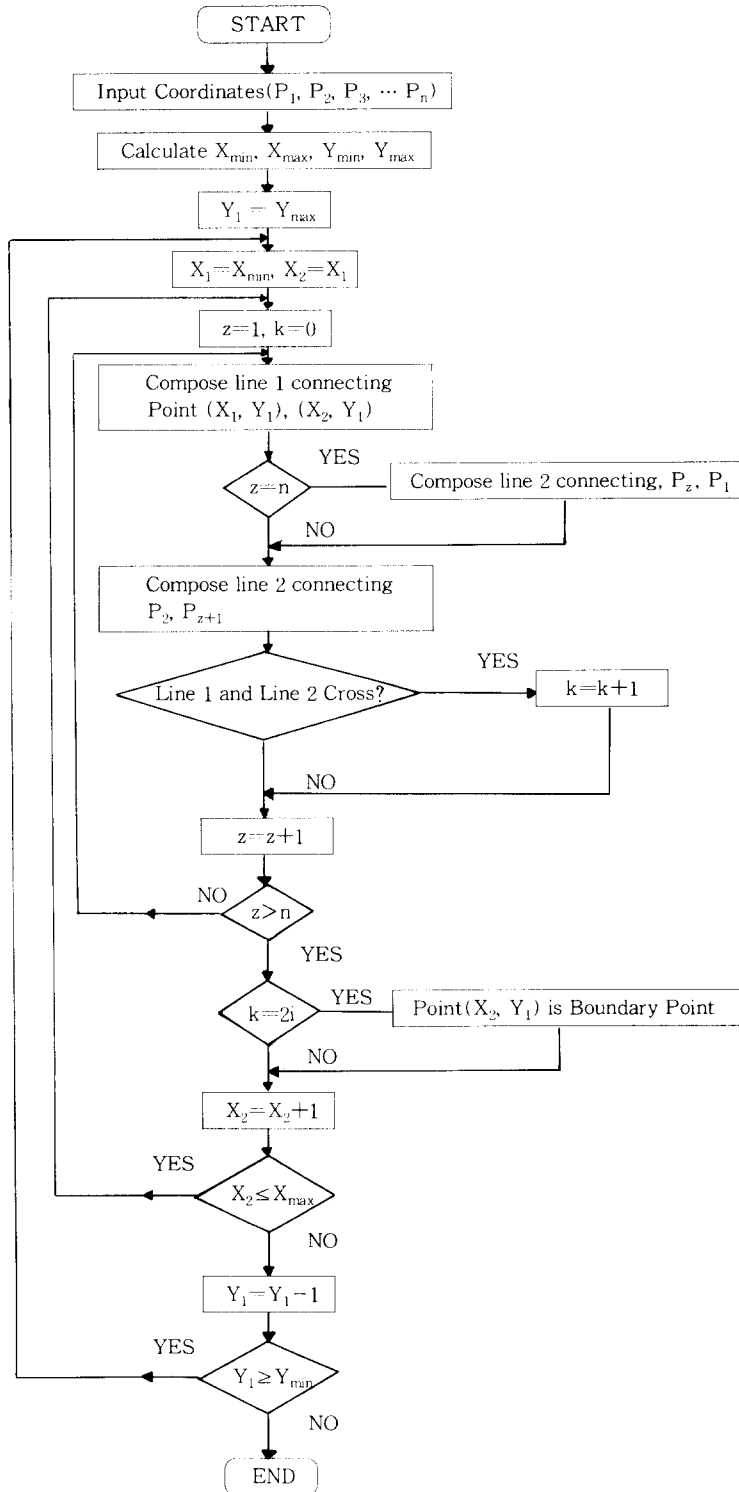 START
Input Coordinates(P₁, P₂, P₃, ⋯ Pₙ)
Calculate Xmin, Xmax, Ymin, Ymax
Y₁ = Ymax
X₁=Xmin, X₂=X₁
z=1, k=0
Compose line 1 connecting
Point (X₁, Y₁), (X₂, Y₁)
YES
z=n
Compose line 2 connecting, Pz, P₁
NO
Compose line 2 connecting
P₂, Pz+1
YES
Line 1 and Line 2 Cross?
k=k+1
NO
z=z+1
NO
z>n
YES
YES
k=2i
Point(X₂, Y₁) is Boundary Point
NO
X₂=X₂+1
YES
X₂≤Xmax
NO
Y₁=Y₁−1
YES
Y₁≥Ymin
NO
END